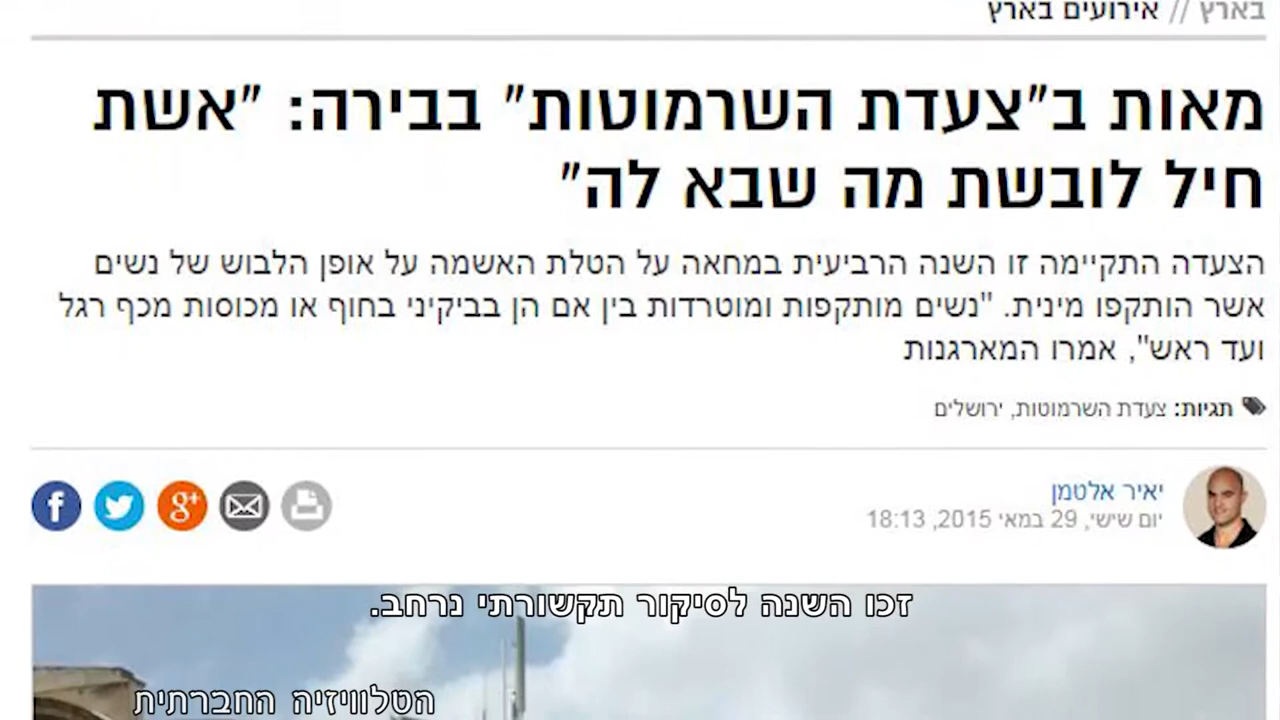 בארץ // אירועים בארץ
מאות ב"צעדת השרמוטות" בבירה: "אשת
חיל לובשת מה שבא לה"
הצעדה התקיימה זו השנה הרביעית במחאה על הטלת האשמה על אופן הלבוש של נשים
אשר הותקפו מינית. "נשים מותקפות ומוטרדות בין אם הן בביקיני בחוף או מכוסות מכף רגל
ועד ראש", אמרו המארגנות
תגיות: צעדת השרמוטות, ירושלים
יאיר אלטמן
יום שישי, 29 במאי 2015, 18:13
זכו השנה לסיקור תקשורתי נרחב.
הטלוויזיה החברתית